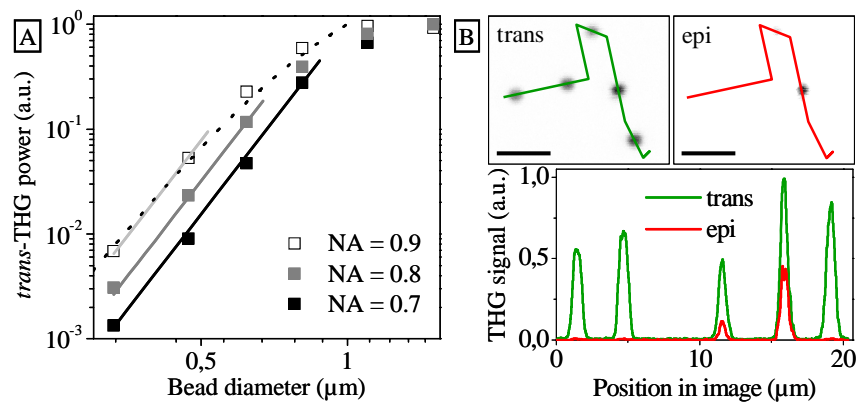 A
trans-THG power (a.u.)
10^0
10^-1
10^-2
10^-3
NA = 0.9
NA = 0.8
NA = 0.7
0,5
1
Bead diameter (µm)
B
trans
epi
THG signal (a.u.)
1,0
0,5
0,0
trans
epi
0
10
20
Position in image (µm)